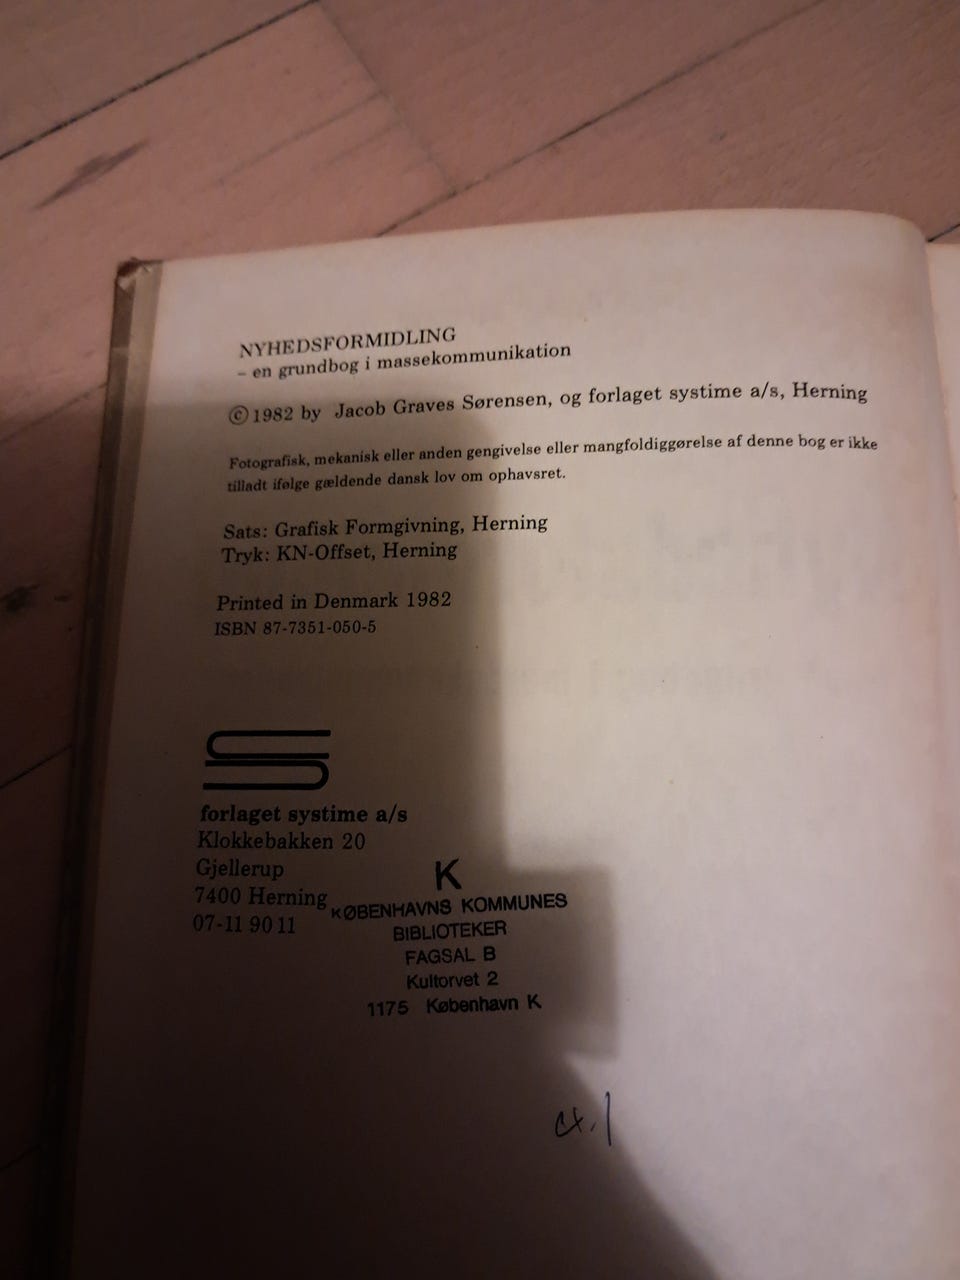 NYHEDSFORMIDLING
– en grundbog i massekommunikation
© 1982 by Jacob Graves Sørensen, og forlaget systime a/s, Herning
Fotografisk, mekanisk eller anden gengivelse eller mangfoldiggørelse af denne bog er ikke
tilladt ifølge gældende dansk lov om ophavsret.
Sats: Grafisk Formgivning, Herning
Tryk: KN-Offset, Herning
Printed in Denmark 1982
ISBN 87-7351-050-5
forlaget systime a/s
Klokkebakken 20
Gjellerup
7400 Herning
07-11 90 11
K
KØBENHAVNS KOMMUNES
BIBLIOTEKER
FAGSAL B
Kultorvet 2
1175 København K